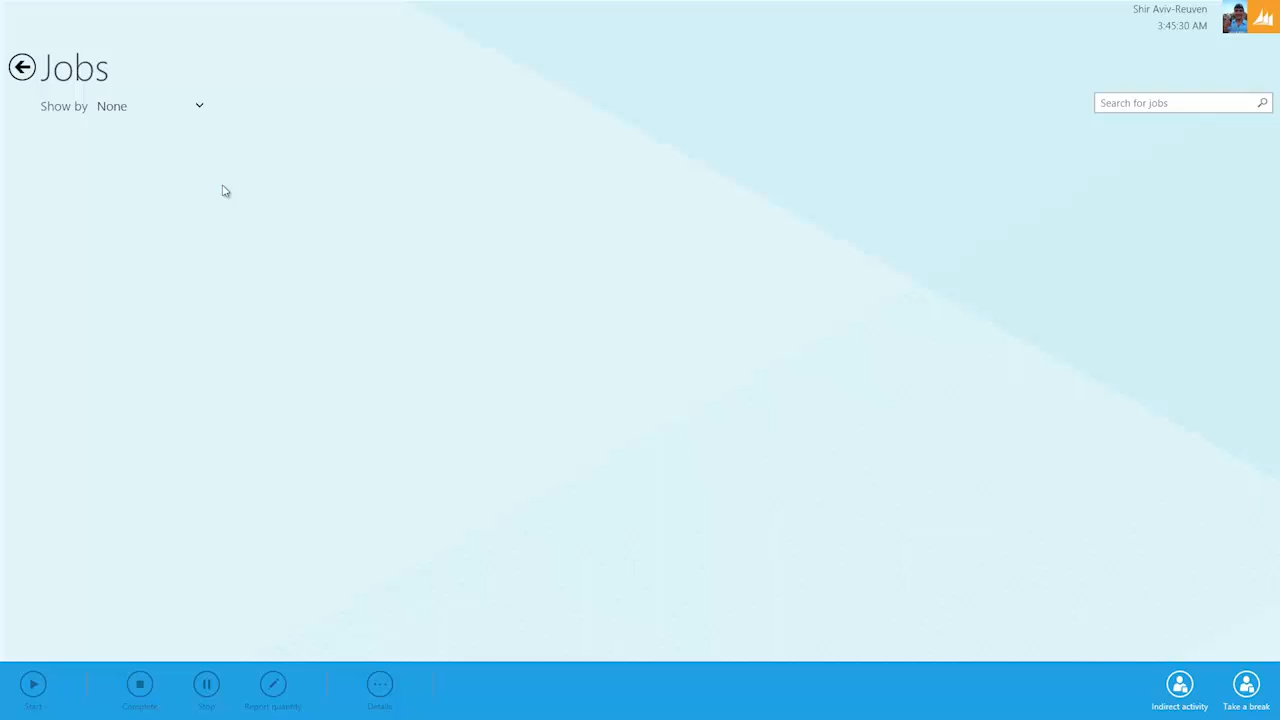 Shir Aviv-Reuven
3:45:30 AM
Jobs
Show by None
Search for jobs
Start
Complete
Stop
Report quantity
Details
Indirect activity
Take a break